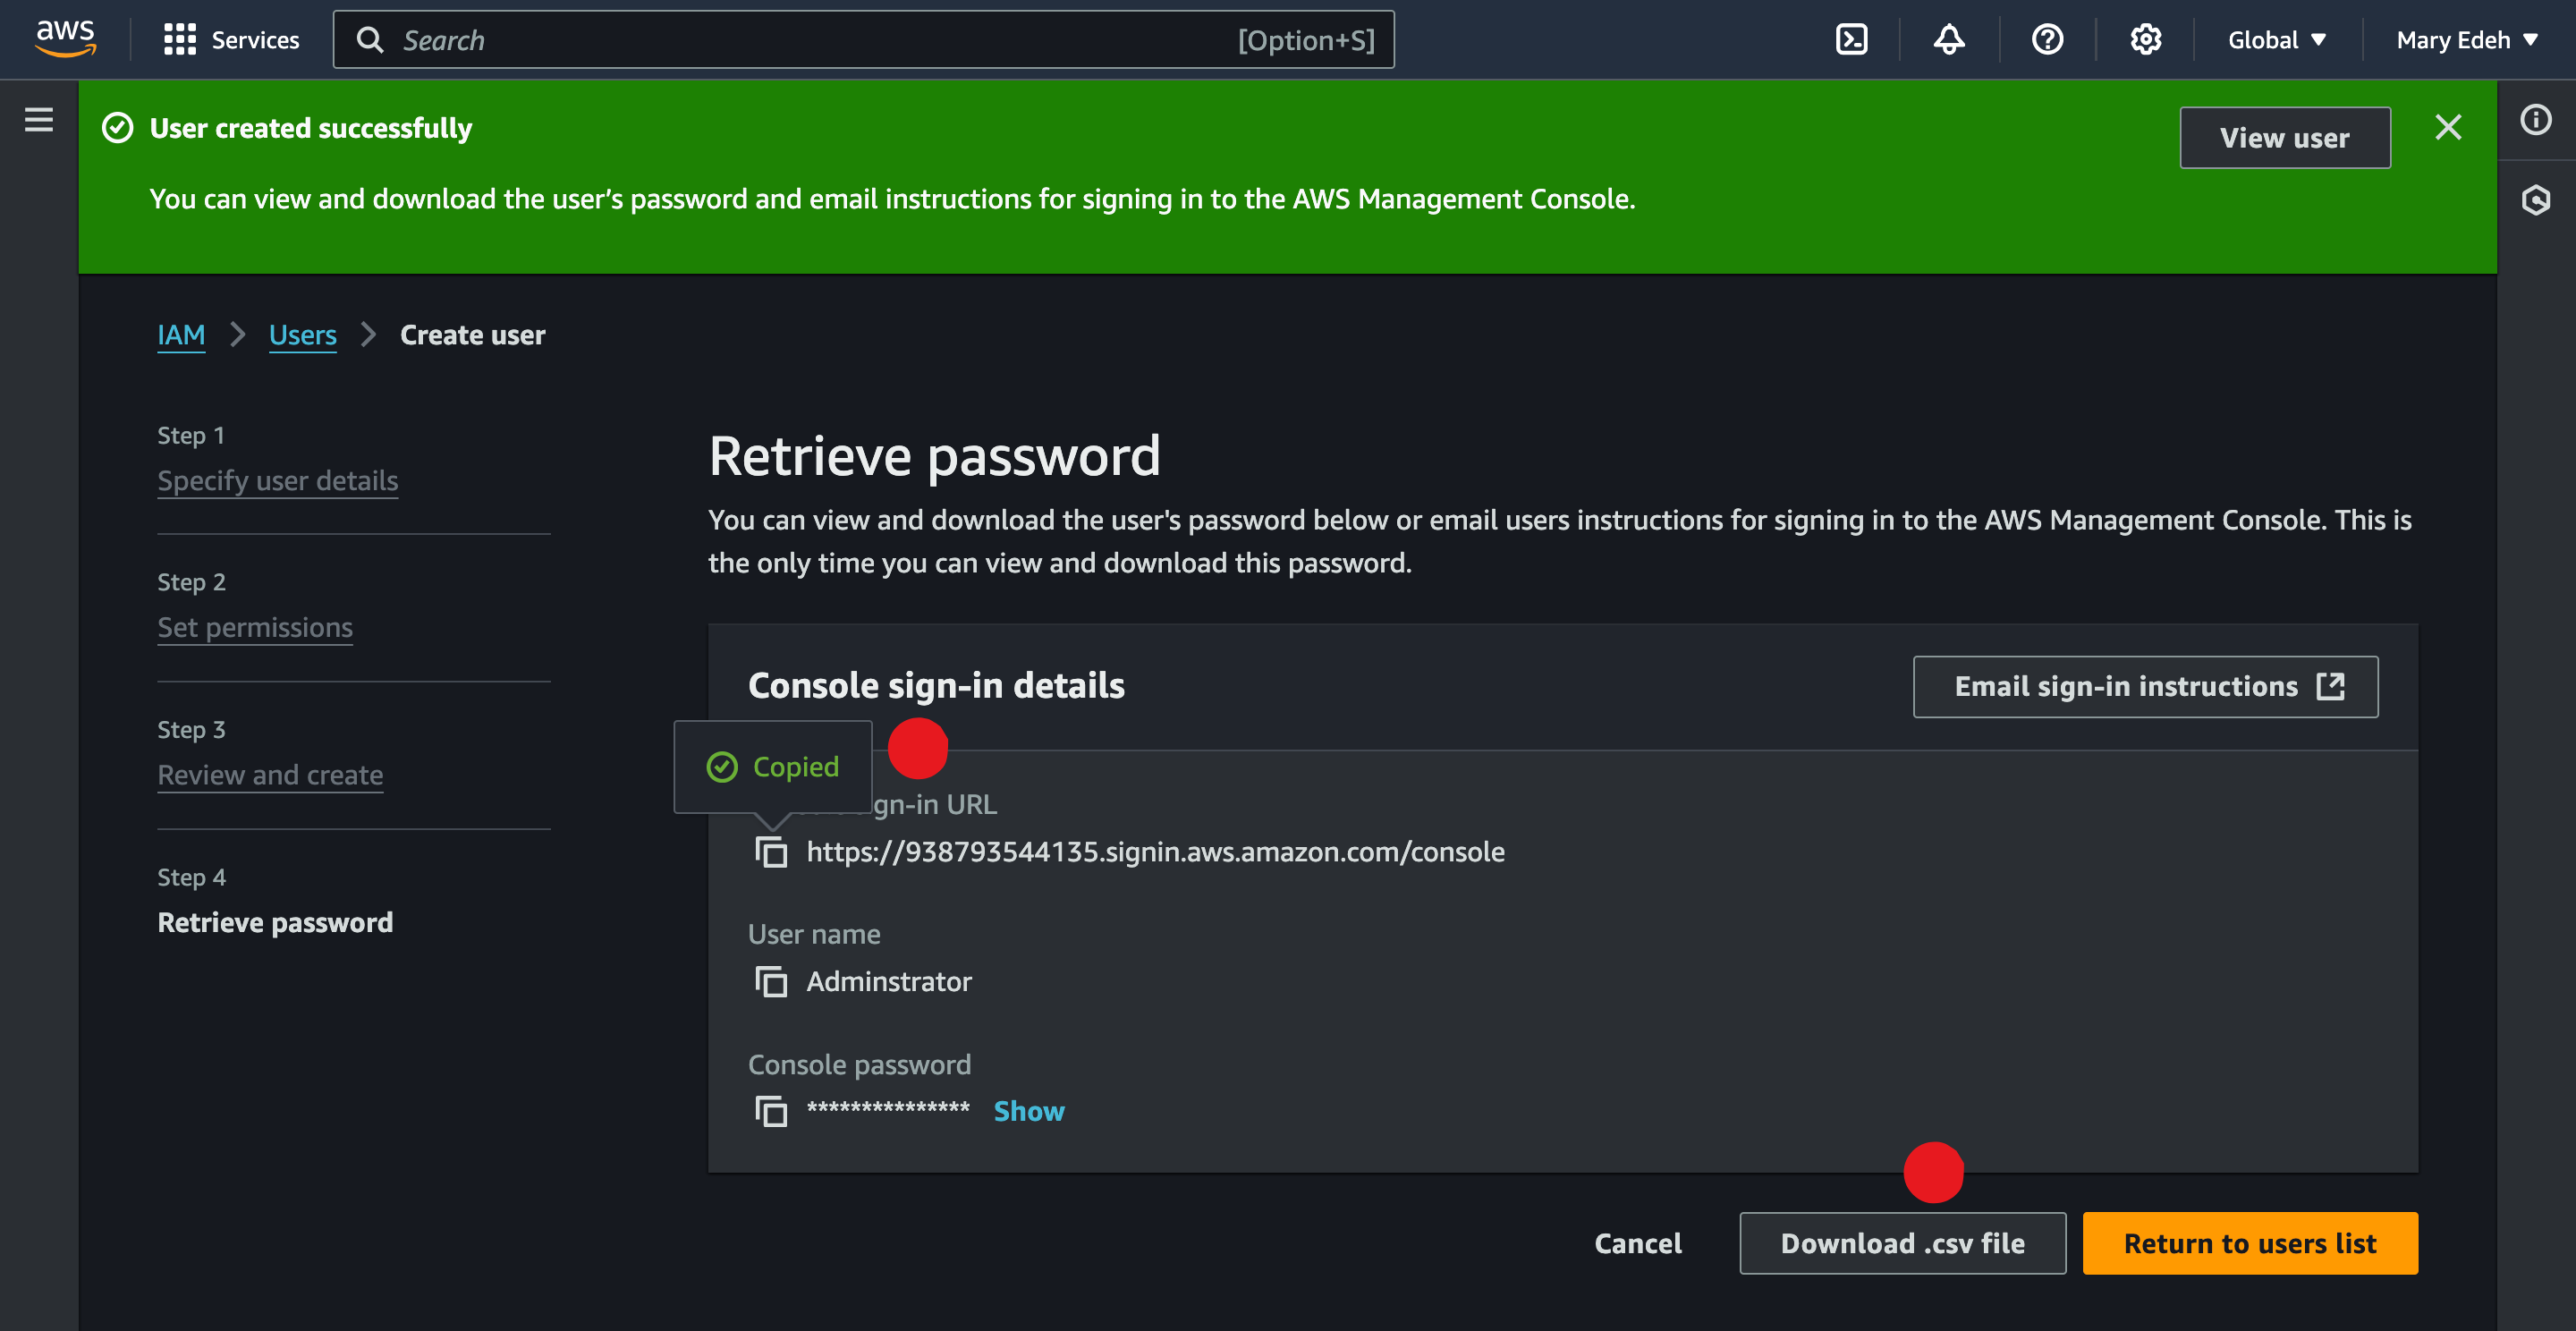 aws
Services
Search
[Option+S]
Global
Mary Edeh
User created successfully
View user
You can view and download the user's password and email instructions for signing in to the AWS Management Console.
IAM
Users
Create user
Step 1
Specify user details
Step 2
Set permissions
Step 3
Review and create
Step 4
Retrieve password
Retrieve password
You can view and download the user's password below or email users instructions for signing in to the AWS Management Console. This is
the only time you can view and download this password.
Console sign-in details
Email sign-in instructions
Copied
gn-in URL
https://938793544135.signin.aws.amazon.com/console
User name
Adminstrator
Console password
*************** Show
Cancel
Download .csv file
Return to users list